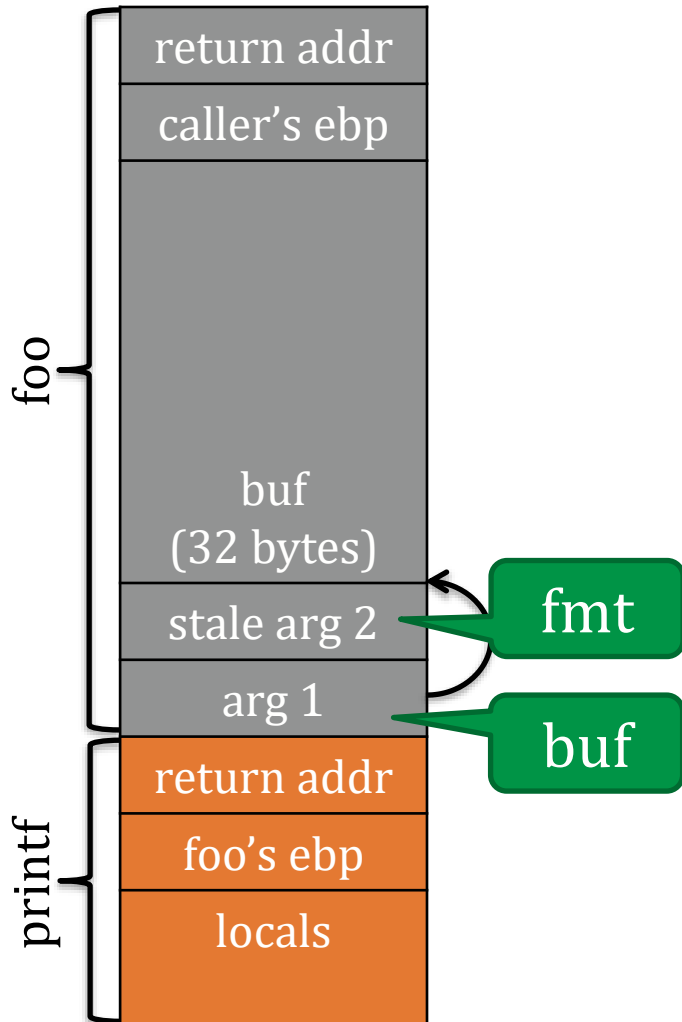 return addr
caller's ebp
foo
buf
(32 bytes)
stale arg 2
fmt
arg 1
buf
return addr
printf
foo's ebp
locals